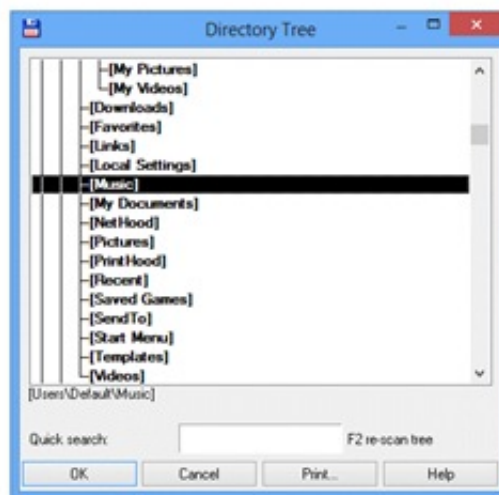 Directory Tree
[My Pictures]
[My Videos]
[Downloads]
[Favorites]
[Links]
[Local Settings]
[Music]
[My Documents]
[NetHood]
[Pictures]
[PrintHood]
[Recent]
[Saved Games]
[SendTo]
[Start Menu]
[Templates]
[Videos]
[Users\Default\Music]
Quick search: F2 re-scan tree
OK Cancel Print... Help